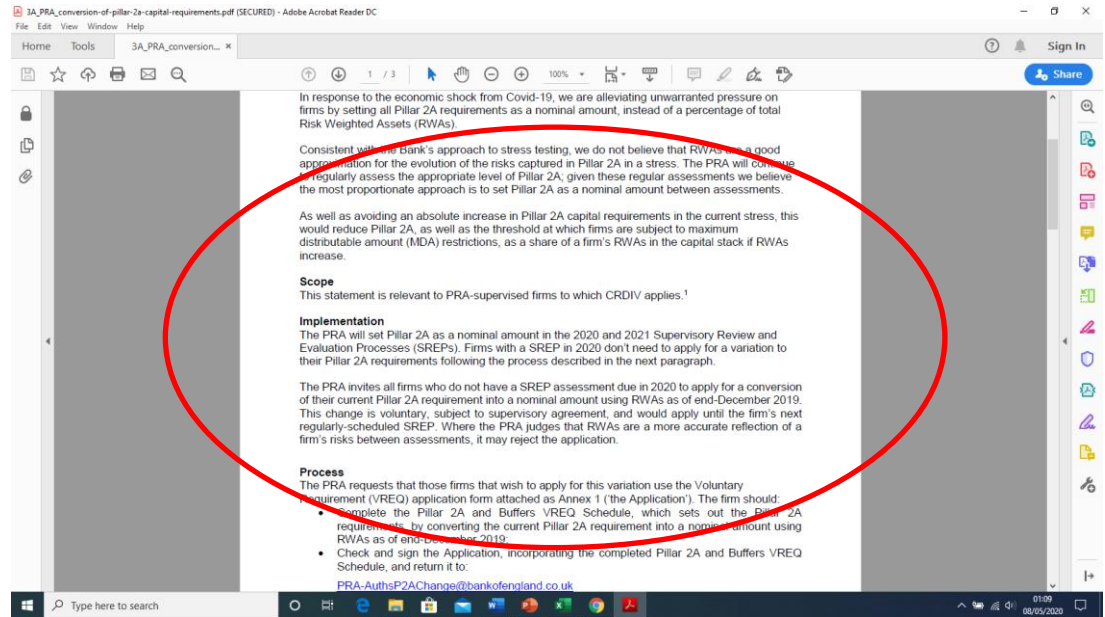 3A_PRA_conversion-of-pillar-2a-capital-requirements.pdf (SECURED) - Adobe Acrobat Reader DC
File Edit View Window Help
Home Tools 3A_PRA_conversion... × Sign In
1 / 3 100% Share
In response to the economic shock from Covid-19, we are alleviating unwarranted pressure on
firms by setting all Pillar 2A requirements as a nominal amount, instead of a percentage of total
Risk Weighted Assets (RWAs).
Consistent with the Bank's approach to stress testing, we do not believe that RWAs are a good
approximation for the evolution of the risks captured in Pillar 2A in a stress. The PRA will continue
to regularly assess the appropriate level of Pillar 2A; given these regular assessments we believe
the most proportionate approach is to set Pillar 2A as a nominal amount between assessments.
As well as avoiding an absolute increase in Pillar 2A capital requirements in the current stress, this
would reduce Pillar 2A, as well as the threshold at which firms are subject to maximum
distributable amount (MDA) restrictions, as a share of a firm's RWAs in the capital stack if RWAs
increase.
Scope
This statement is relevant to PRA-supervised firms to which CRDIV applies.¹
Implementation
The PRA will set Pillar 2A as a nominal amount in the 2020 and 2021 Supervisory Review and
Evaluation Processes (SREPs). Firms with a SREP in 2020 don't need to apply for a variation to
their Pillar 2A requirements following the process described in the next paragraph.
The PRA invites all firms who do not have a SREP assessment due in 2020 to apply for a conversion
of their current Pillar 2A requirement into a nominal amount using RWAs as of end-December 2019.
This change is voluntary, subject to supervisory agreement, and would apply until the firm's next
regularly-scheduled SREP. Where the PRA judges that RWAs are a more accurate reflection of a
firm's risks between assessments, it may reject the application.
Process
The PRA requests that those firms that wish to apply for this variation use the Voluntary
Requirement (VREQ) application form attached as Annex 1 ('the Application'). The firm should:
• Complete the Pillar 2A and Buffers VREQ Schedule, which sets out the Pillar 2A
requirements, by converting the current Pillar 2A requirement into a nominal amount using
RWAs as of end-December 2019;
• Check and sign the Application, incorporating the completed Pillar 2A and Buffers VREQ
Schedule, and return it to:
PRA-AuthsP2AChange@bankofengland.co.uk
Type here to search
01:09
08/05/2020